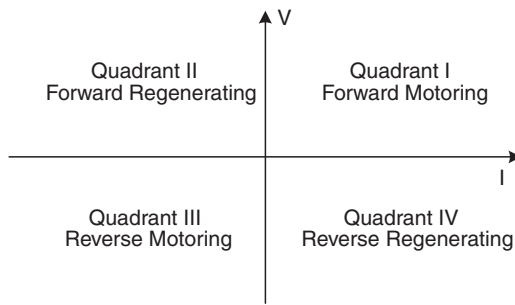 V
Quadrant II
Forward Regenerating
Quadrant I
Forward Motoring
I
Quadrant III
Reverse Motoring
Quadrant IV
Reverse Regenerating